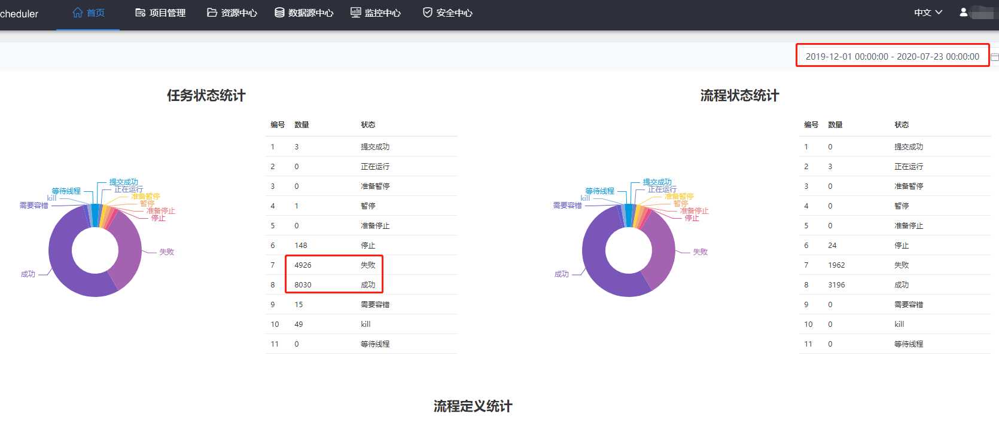 cheduler 首页 项目管理 资源中心 数据源中心 监控中心 安全中心 中文
2019-12-01 00:00:00 - 2020-07-23 00:00:00
任务状态统计
编号 数量 状态
1 3 提交成功
2 0 正在运行
3 0 准备暂停
4 1 暂停
5 0 准备停止
6 148 停止
7 4926 失败
8 8030 成功
9 15 需要容错
10 49 kill
11 0 等待线程
提交成功
等待线程
正在运行
kill
准备暂停
需要容错
暂停
准备停止
停止
失败
成功
流程状态统计
编号 数量 状态
1 0 提交成功
2 3 正在运行
3 0 准备暂停
4 0 暂停
5 0 准备停止
6 24 停止
7 1962 失败
8 3196 成功
9 0 需要容错
10 0 kill
11 0 等待线程
提交成功
等待线程
正在运行
kill
准备暂停
需要容错
暂停
准备停止
停止
失败
成功
流程定义统计